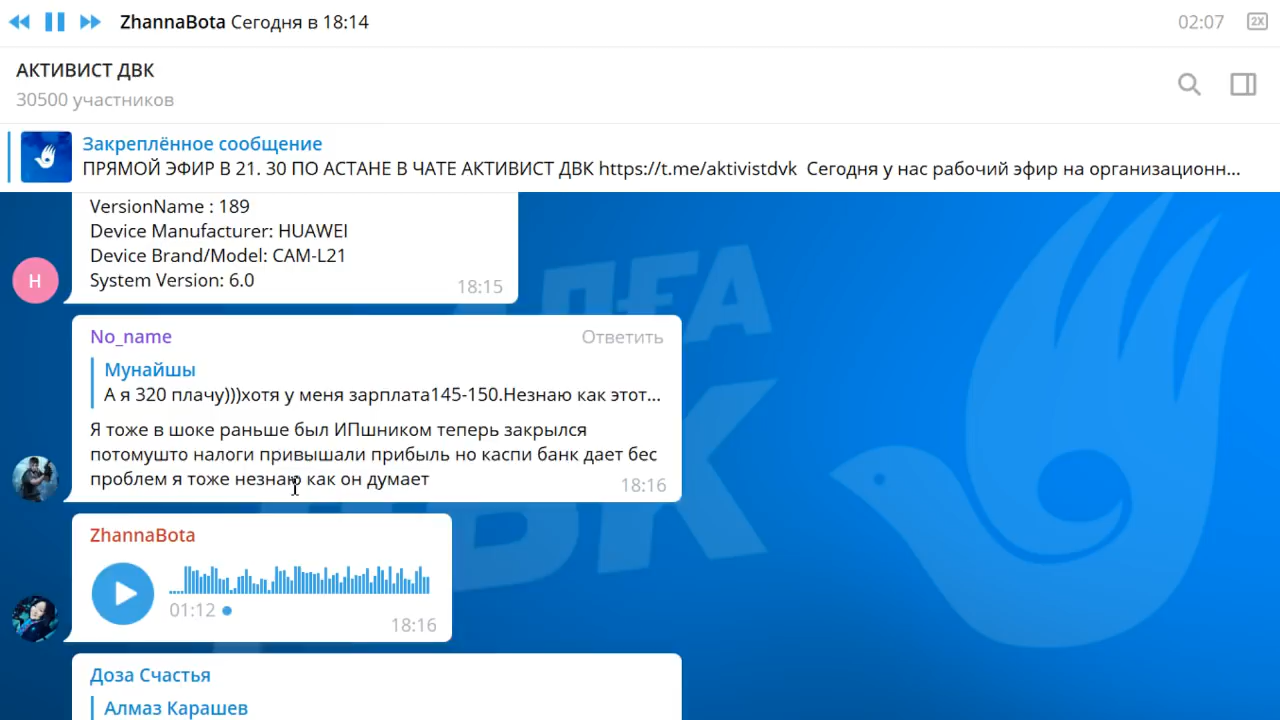 ZhannaBota Сегодня в 18:14
02:07
2X
АКТИВИСТ ДВК
30500 участников
Закреплённое сообщение
ПРЯМОЙ ЭФИР В 21. 30 ПО АСТАНЕ В ЧАТЕ АКТИВИСТ ДВК https://t.me/aktivistdvk Сегодня у нас рабочий эфир на организационн...
VersionName : 189
Device Manufacturer: HUAWEI
Device Brand/Model: CAM-L21
System Version: 6.0
18:15
Н
No_name
Ответить
Мунайшы
А я 320 плачу)))хотя у меня зарплата145-150.Незнаю как этот...
Я тоже в шоке раньше был ИПшником теперь закрылся
потомушто налоги привышали прибыль но каспи банк дает бес
проблем я тоже незнаю как он думает
18:16
ZhannaBota
01:12
18:16
Доза Счастья
Алмаз Карашев